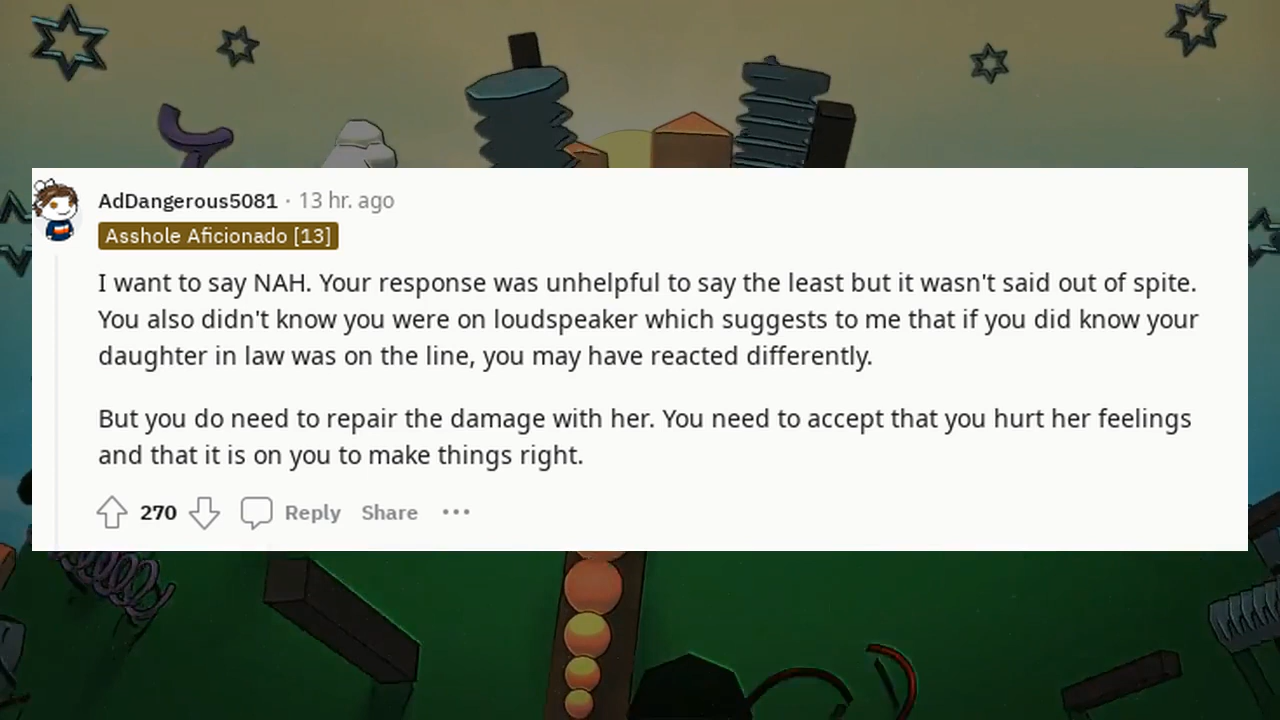 AdDangerous5081 · 13 hr. ago
Asshole Aficionado [13]
I want to say NAH. Your response was unhelpful to say the least but it wasn't said out of spite.
You also didn't know you were on loudspeaker which suggests to me that if you did know your
daughter in law was on the line, you may have reacted differently.
But you do need to repair the damage with her. You need to accept that you hurt her feelings
and that it is on you to make things right.
270 Reply Share ···